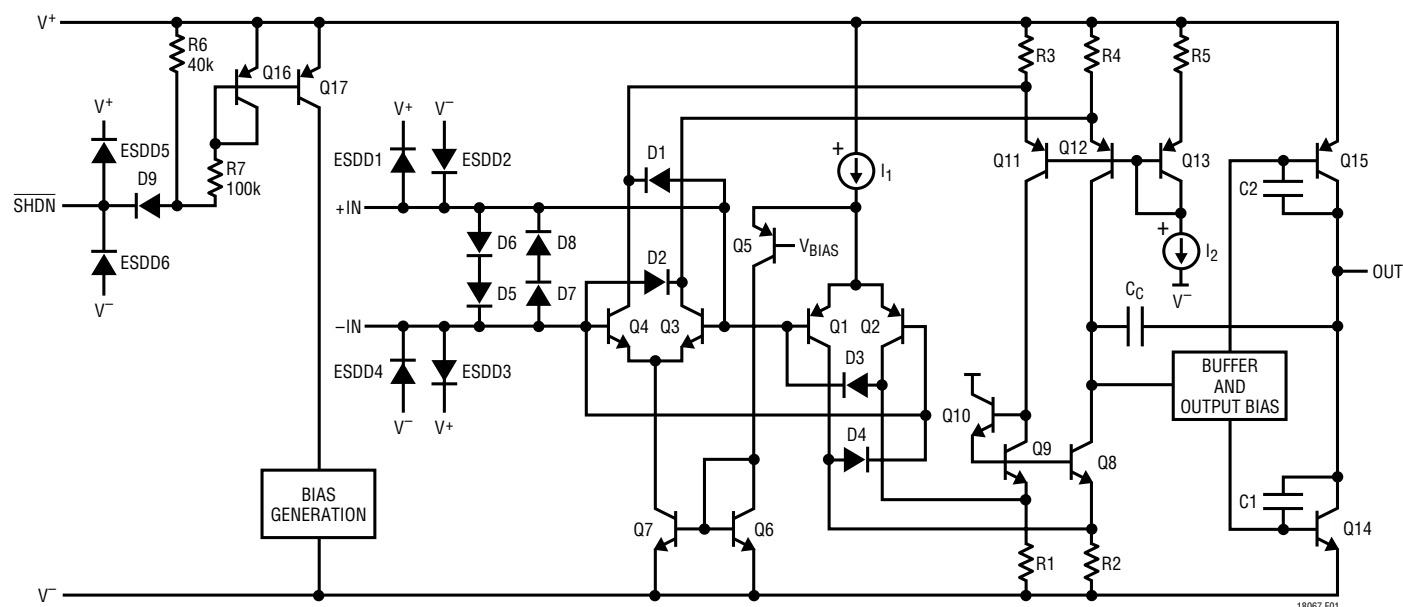 V+
R6
40k
Q16
Q17
V+
ESDD5
R7
100k
D9
SHDN
ESDD6
V−
BIAS
GENERATION
V−
V+
V−
ESDD1
ESDD2
+IN
D6
D8
D5
D7
−IN
ESDD4
ESDD3
V−
V+
D1
D2
Q4
Q3
Q5
VBIAS
+
I1
Q1
Q2
D3
D4
Q7
Q6
R3
R4
R5
Q11
Q12
Q13
+
I2
V−
CC
Q10
Q9
Q8
R1
R2
BUFFER
AND
OUTPUT BIAS
Q15
C2
OUT
C1
Q14
18067 F01